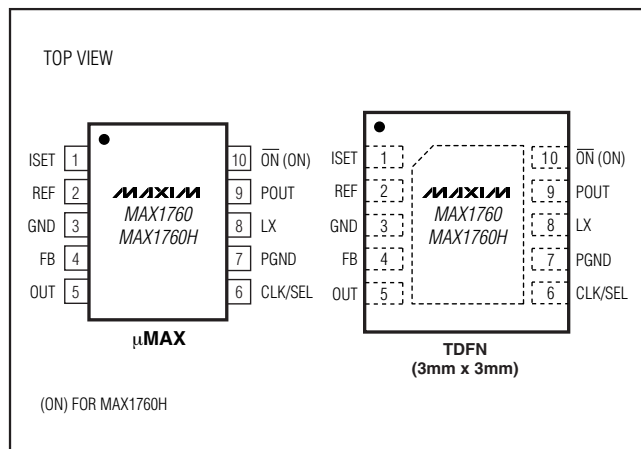 TOP VIEW
ISET 1
REF 2
GND 3
FB 4
OUT 5
10 O̅N̅ (ON)
9 POUT
8 LX
7 PGND
6 CLK/SEL
MAXIM
MAX1760
MAX1760H
µMAX
ISET 1
REF 2
GND 3
FB 4
OUT 5
10 O̅N̅ (ON)
9 POUT
8 LX
7 PGND
6 CLK/SEL
MAXIM
MAX1760
MAX1760H
TDFN
(3mm x 3mm)
(ON) FOR MAX1760H